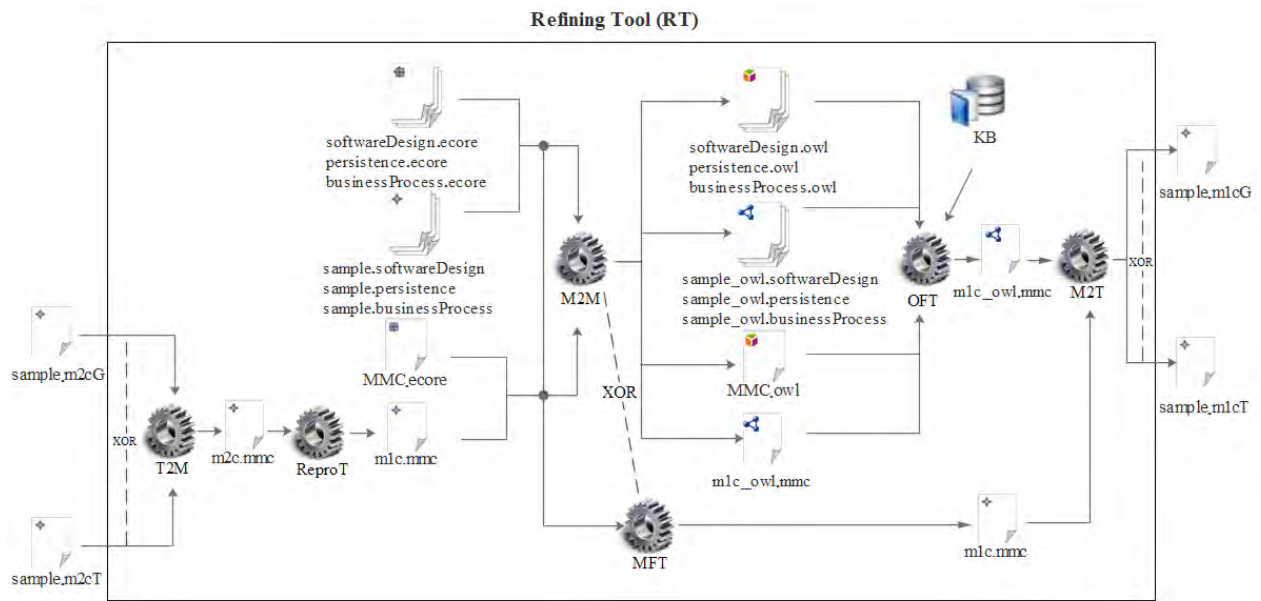 Refining Tool (RT)
softwareDesign.ecore
persistence.ecore
businessProcess.ecore
softwareDesign.owl
persistence.owl
businessProcess.owl
KB
sample.m1cG
sample.softwareDesign
sample.persistence
sample.businessProcess
M2M
sample_owl.softwareDesign
sample_owl.persistence
sample_owl.businessProcess
OFT
m1c_owl.mmc
M2T
XOR
sample.m2cG
MMC.ecore
XOR
MMC.owl
sample.m1cT
XOR
T2M
m2c.mmc
ReproT
m1c.mmc
m1c_owl.mmc
sample.m2cT
MFT
m1c.mmc